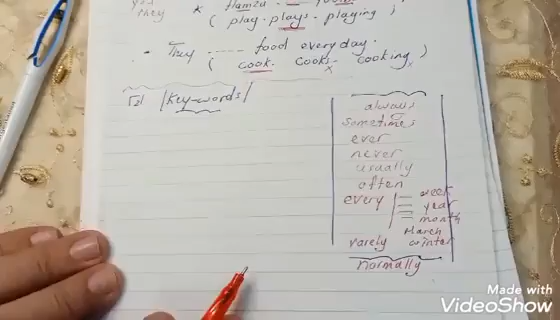 they * Hamza
( play. plays. playing )
- They ----- food everyday.
( cook. Cooks. cooking )
| Key-words |
always
sometimes
ever
never
usually
often
every week
year
month
March
rarely winter
normally
Made with
VideoShow